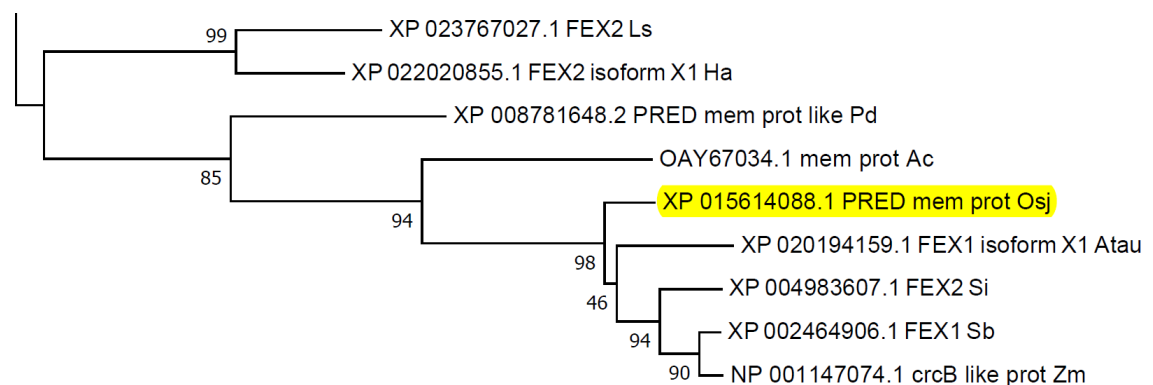 99
XP 023767027.1 FEX2 Ls
XP 022020855.1 FEX2 isoform X1 Ha
XP 008781648.2 PRED mem prot like Pd
85
OAY67034.1 mem prot Ac
94
XP 015614088.1 PRED mem prot Osj
98
XP 020194159.1 FEX1 isoform X1 Atau
46
XP 004983607.1 FEX2 Si
94
XP 002464906.1 FEX1 Sb
90
NP 001147074.1 crcB like prot Zm